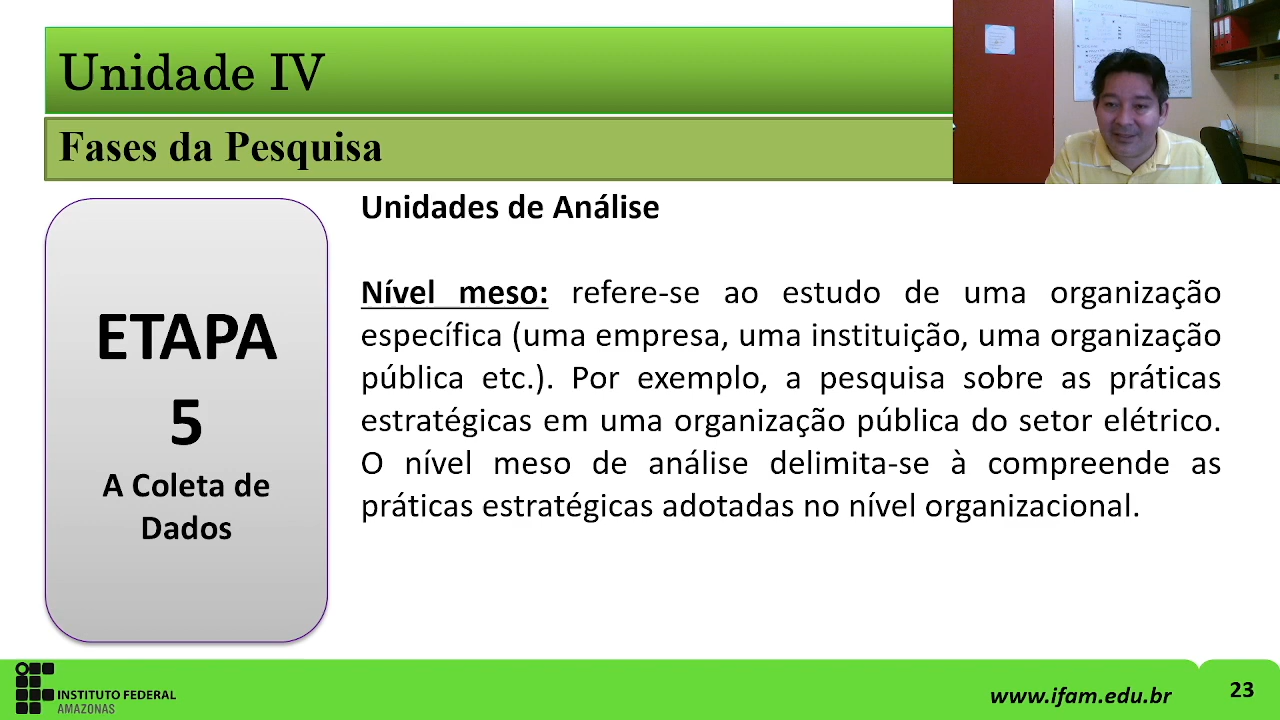 Unidade IV
Fases da Pesquisa
ETAPA
5
A Coleta de
Dados
Unidades de Análise
Nível meso: refere-se ao estudo de uma organização
específica (uma empresa, uma instituição, uma organização
pública etc.). Por exemplo, a pesquisa sobre as práticas
estratégicas em uma organização pública do setor elétrico.
O nível meso de análise delimita-se à compreende as
práticas estratégicas adotadas no nível organizacional.
INSTITUTO FEDERAL
AMAZONAS
www.ifam.edu.br
23